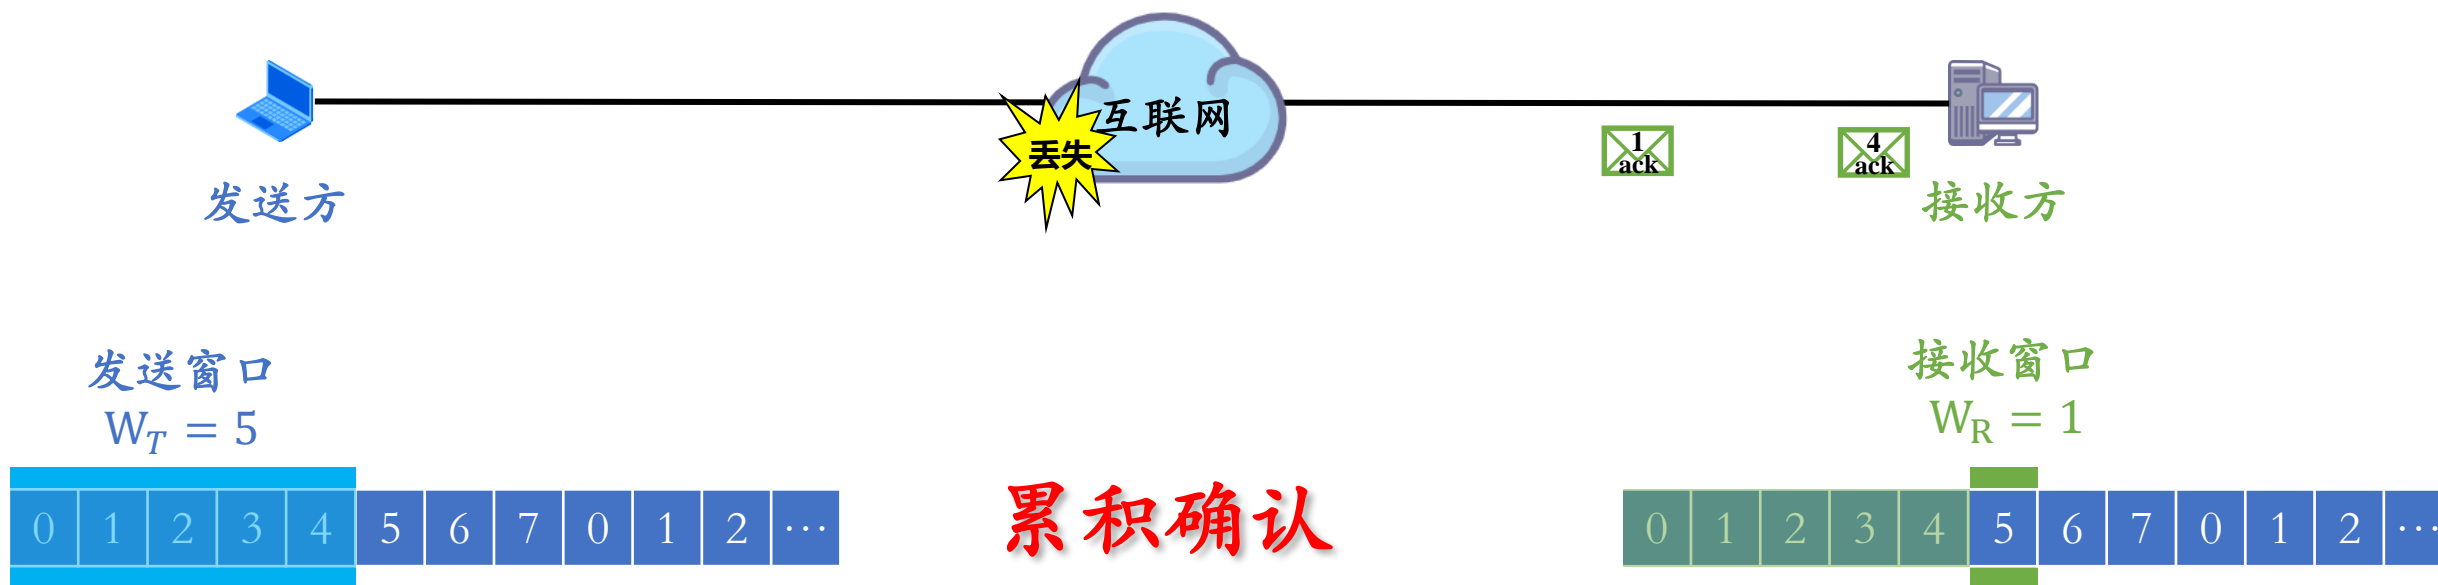 互联网
丢失
1
ack
4
ack
发送方
接收方
发送窗口
W_T = 5
接收窗口
W_R = 1
累积确认
0 1 2 3 4 5 6 7 0 1 2 ···
0 1 2 3 4 5 6 7 0 1 2 ···